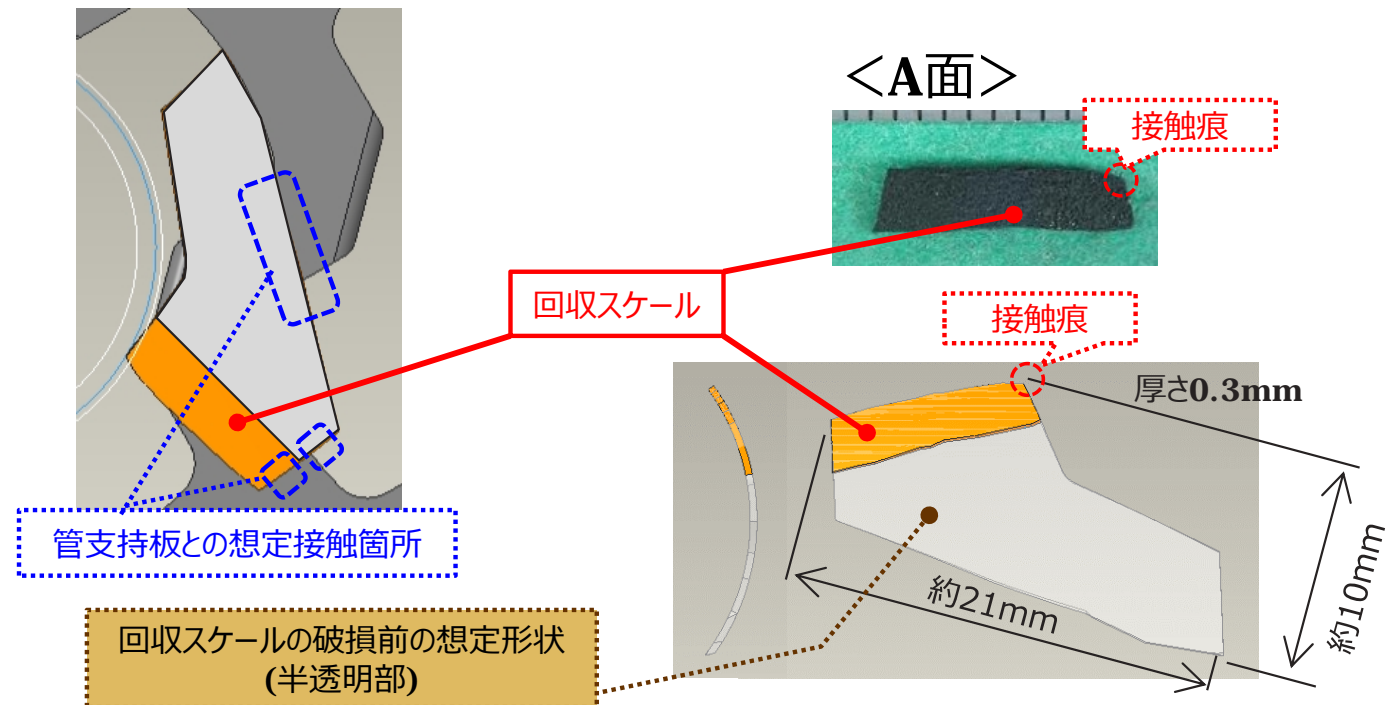 ＜A面＞
接触痕
回収スケール
接触痕
厚さ0.3mm
管支持板との想定接触箇所
約21mm
約10mm
回収スケールの破損前の想定形状
(半透明部)